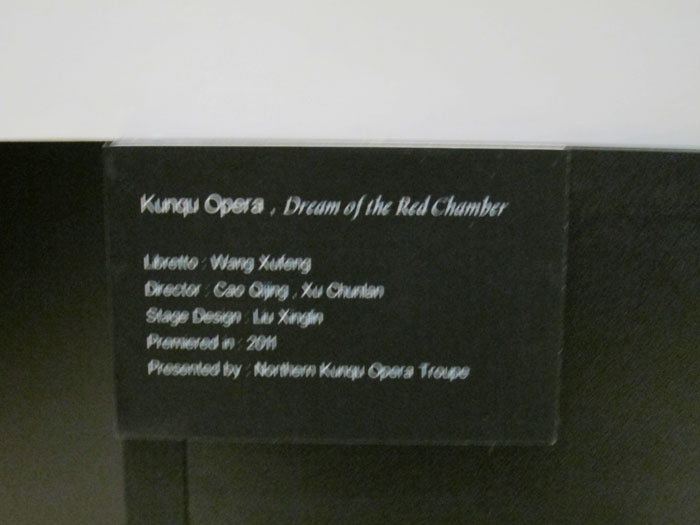 Kunqu Opera , Dream of the Red Chamber
Libretto : Wang Xufeng
Director : Cao Qijing , Xu Chunlan
Stage Design : Liu Xinglin
Premiered in : 2011
Presented by : Northern Kunqu Opera Troupe